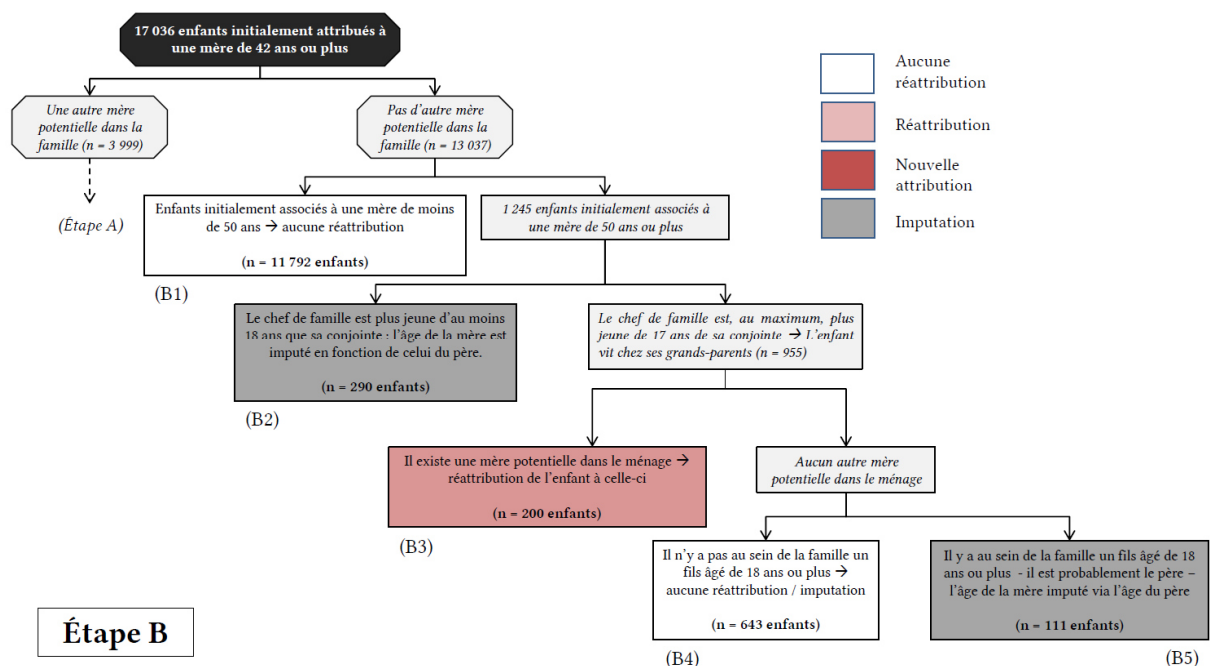 17 036 enfants initialement attribués à
une mère de 42 ans ou plus
Aucune
réattribution
Réattribution
Nouvelle
attribution
Imputation
Une autre mère
potentielle dans la
famille (n = 3 999)
Pas d'autre mère
potentielle dans la
famille (n = 13 037)
(Étape A)
Enfants initialement associés à une mère de moins
de 50 ans → aucune réattribution
(n = 11 792 enfants)
(B1)
1 245 enfants initialement associés à
une mère de 50 ans ou plus
Le chef de famille est plus jeune d'au moins
18 ans que sa conjointe : l'âge de la mère est
imputé en fonction de celui du père.
(n = 290 enfants)
(B2)
Le chef de famille est, au maximum, plus
jeune de 17 ans de sa conjointe → L'enfant
vit chez ses grands-parents (n = 955)
Il existe une mère potentielle dans le ménage →
réattribution de l'enfant à celle-ci
(n = 200 enfants)
(B3)
Aucun autre mère
potentielle dans le ménage
Il n'y a pas au sein de la famille un
fils âgé de 18 ans ou plus →
aucune réattribution / imputation
(n = 643 enfants)
(B4)
Il y a au sein de la famille un fils âgé de 18
ans ou plus - il est probablement le père –
l'âge de la mère imputé via l'âge du père
(n = 111 enfants)
(B5)
Étape B